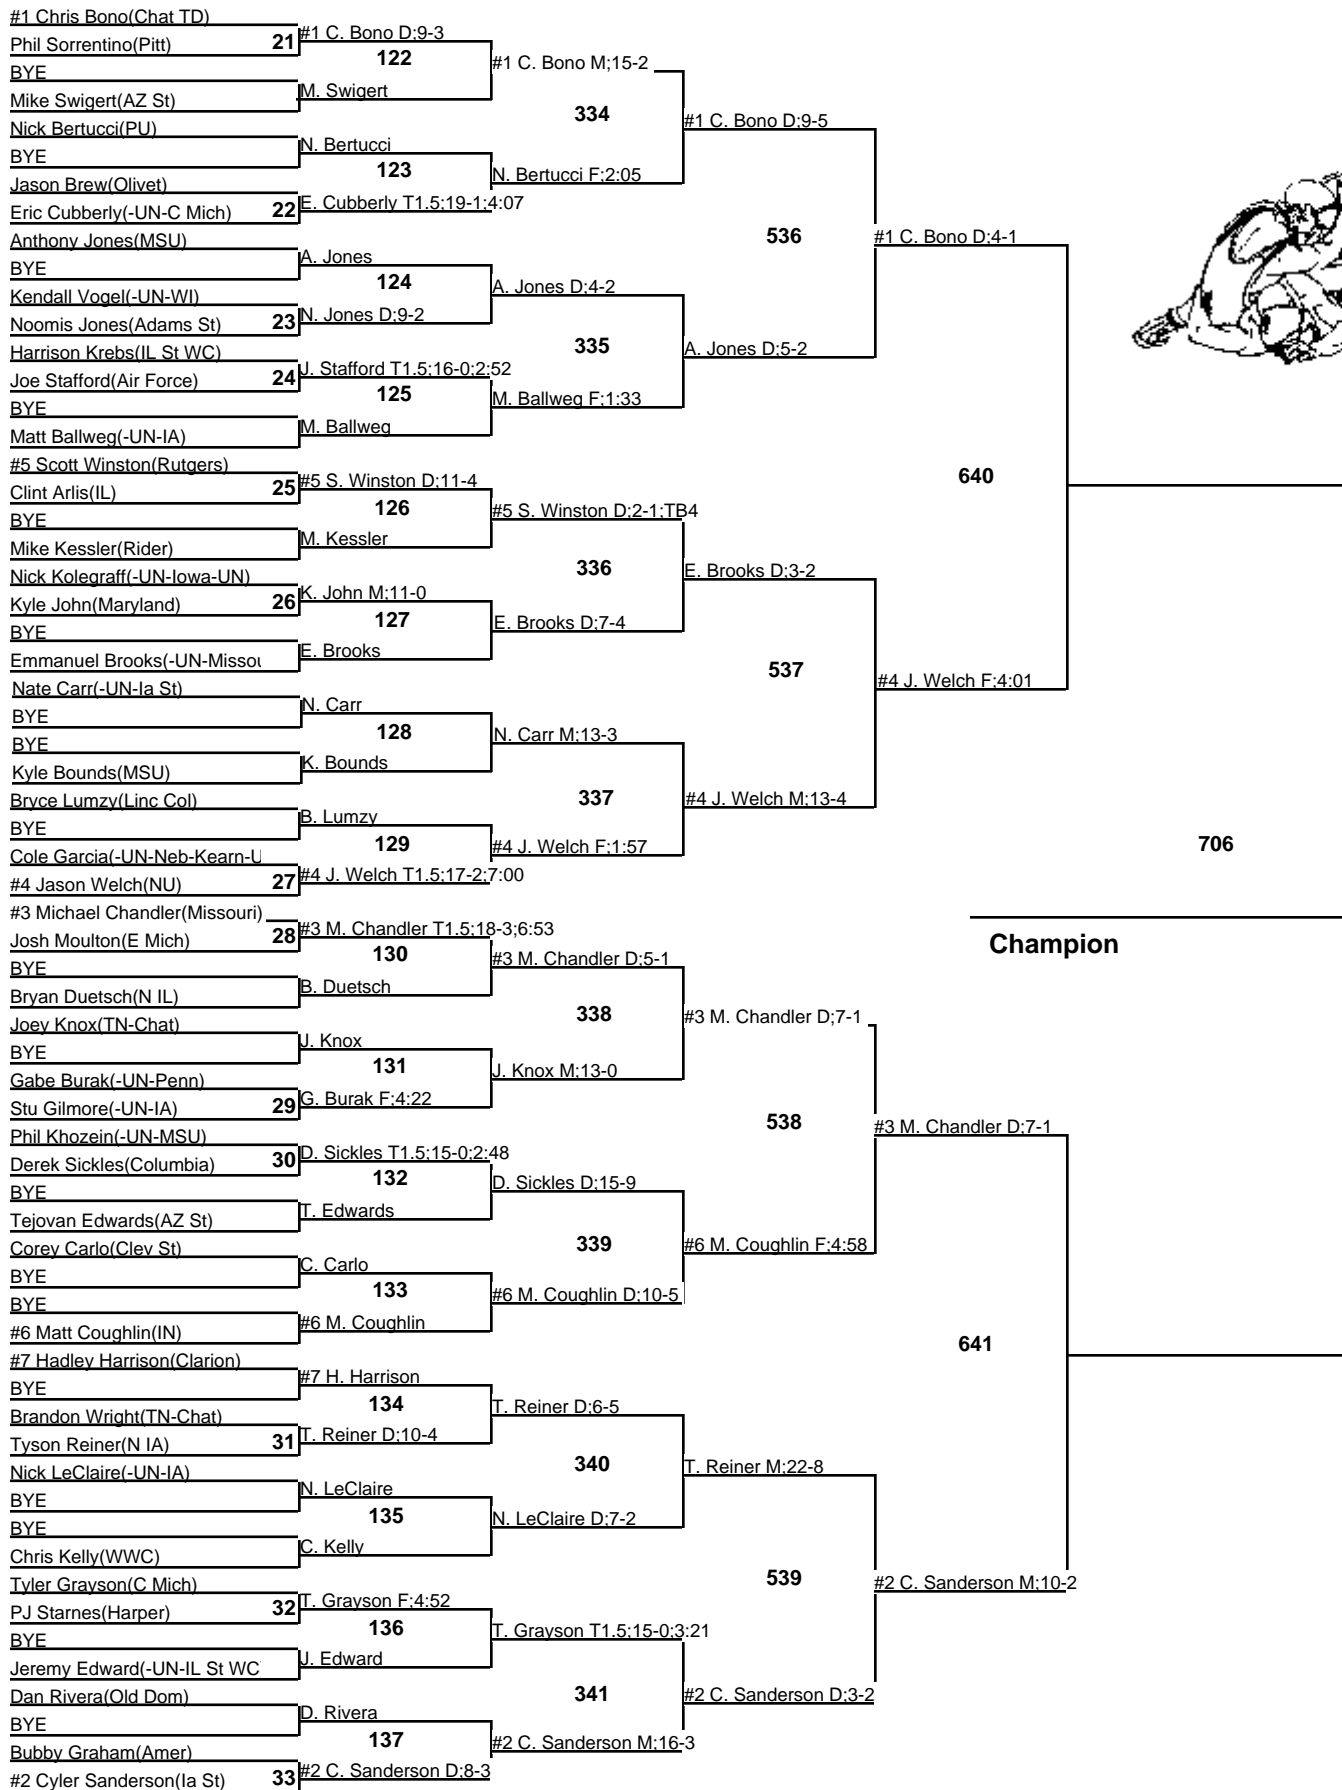 #1 Chris Bono(Chat TD)
Phil Sorrentino(Pitt) 21
BYE
Mike Swigert(AZ St)
Nick Bertucci(PU)
BYE
Jason Brew(Olivet)
Eric Cubberly(-UN-C Mich) 22
Anthony Jones(MSU)
BYE
Kendall Vogel(-UN-WI)
Noomis Jones(Adams St) 23
Harrison Krebs(IL St WC)
Joe Stafford(Air Force) 24
BYE
Matt Ballweg(-UN-IA)
#5 Scott Winston(Rutgers)
Clint Arlis(IL) 25
BYE
Mike Kessler(Rider)
Nick Kolegraff(-UN-Iowa-UN)
Kyle John(Maryland) 26
BYE
Emmanuel Brooks(-UN-Missou
Nate Carr(-UN-Ia St)
BYE
BYE
Kyle Bounds(MSU)
Bryce Lumzy(Linc Col)
BYE
Cole Garcia(-UN-Neb-Kearn-U
#4 Jason Welch(NU) 27
#3 Michael Chandler(Missouri)
Josh Moulton(E Mich) 28
BYE
Bryan Duetsch(N IL)
Joey Knox(TN-Chat)
BYE
Gabe Burak(-UN-Penn)
Stu Gilmore(-UN-IA) 29
Phil Khozein(-UN-MSU)
Derek Sickles(Columbia) 30
BYE
Tejovan Edwards(AZ St)
Corey Carlo(Clev St)
BYE
BYE
#6 Matt Coughlin(IN)
#7 Hadley Harrison(Clarion)
BYE
Brandon Wright(TN-Chat)
Tyson Reiner(N IA) 31
Nick LeClaire(-UN-IA)
BYE
BYE
Chris Kelly(WWC)
Tyler Grayson(C Mich)
PJ Starnes(Harper) 32
BYE
Jeremy Edward(-UN-IL St WC
Dan Rivera(Old Dom)
BYE
Bubby Graham(Amer)
#2 Cyler Sanderson(Ia St) 33
#1 C. Bono D;9-3
122
M. Swigert
N. Bertucci
123
E. Cubberly T1.5;19-1;4:07
A. Jones
124
N. Jones D;9-2
J. Stafford T1.5;16-0;2:52
125
M. Ballweg
#5 S. Winston D;11-4
126
M. Kessler
K. John M;11-0
127
E. Brooks
N. Carr
128
K. Bounds
B. Lumzy
129
#4 J. Welch T1.5;17-2;7:00
#3 M. Chandler T1.5;18-3;6:53
130
B. Duetsch
J. Knox
131
G. Burak F;4:22
D. Sickles T1.5;15-0;2:48
132
T. Edwards
C. Carlo
133
#6 M. Coughlin
#7 H. Harrison
134
T. Reiner D;10-4
N. LeClaire
135
C. Kelly
T. Grayson F;4:52
136
J. Edward
D. Rivera
137
#2 C. Sanderson D;8-3
#1 C. Bono M;15-2
334
N. Bertucci F;2:05
A. Jones D;4-2
335
M. Ballweg F;1:33
#5 S. Winston D;2-1;TB4
336
E. Brooks D;7-4
N. Carr M;13-3
337
#4 J. Welch F;1:57
#3 M. Chandler D;5-1
338
J. Knox M;13-0
D. Sickles D;15-9
339
#6 M. Coughlin D;10-5
T. Reiner D;6-5
340
N. LeClaire D;7-2
T. Grayson T1.5;15-0;3:21
341
#2 C. Sanderson M;16-3
#1 C. Bono D;9-5
536
A. Jones D;5-2
E. Brooks D;3-2
537
#4 J. Welch M;13-4
#3 M. Chandler D;7-1
538
#6 M. Coughlin F;4:58
T. Reiner M;22-8
539
#2 C. Sanderson D;3-2
#1 C. Bono D;4-1
640
#4 J. Welch F;4:01
#3 M. Chandler D;7-1
641
#2 C. Sanderson M;10-2
706
Champion